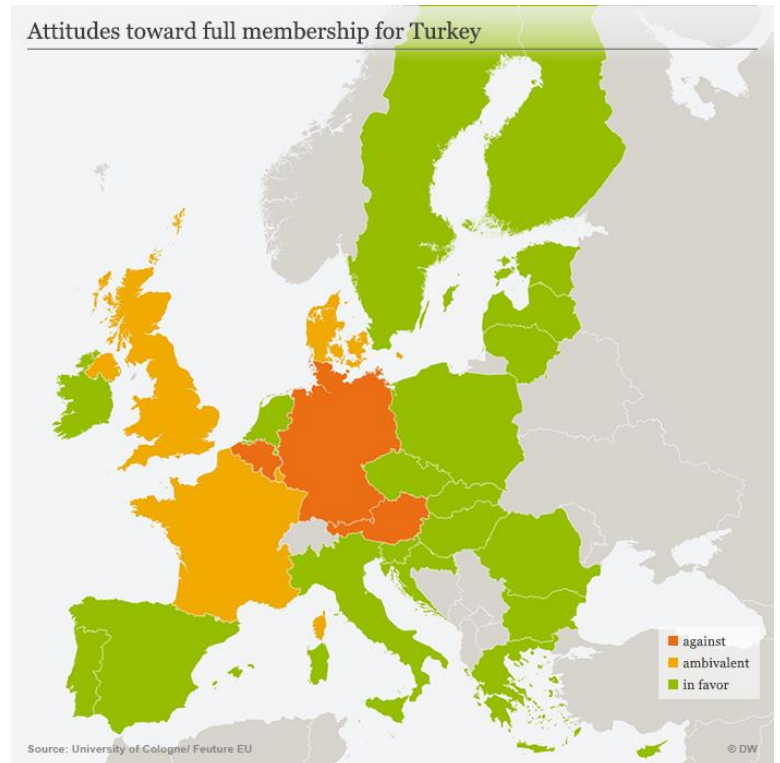 Attitudes toward full membership for Turkey
against
ambivalent
in favor
Source: University of Cologne/ Feuture EU
© DW